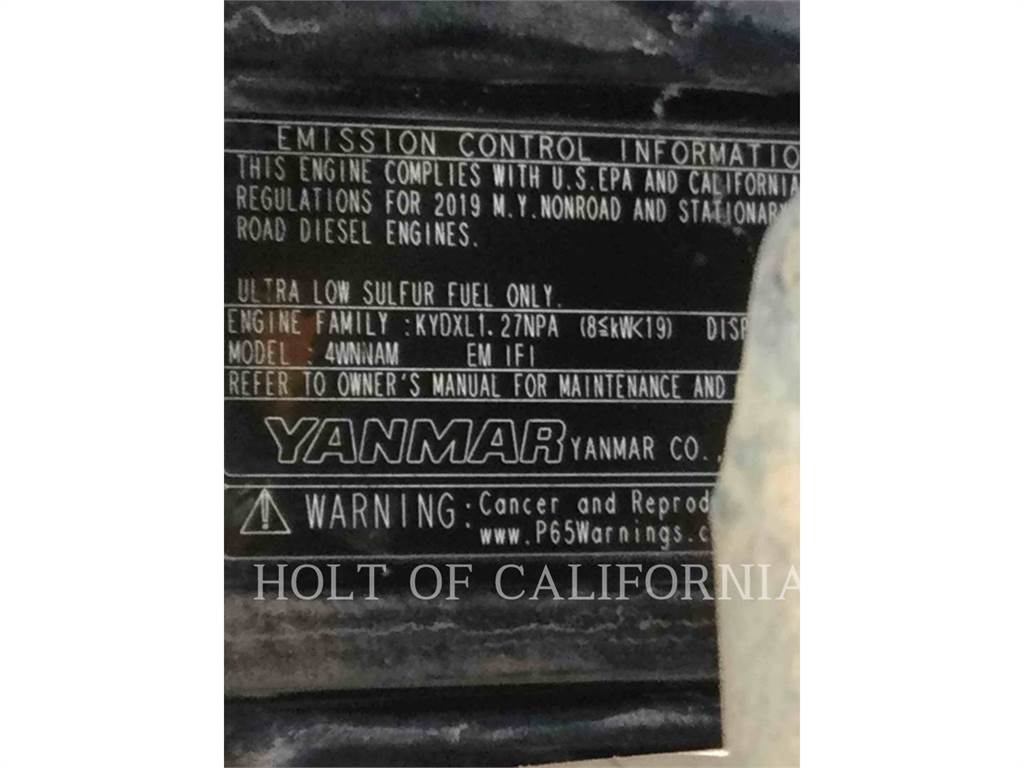 EMISSION CONTROL INFORMATIO
THIS ENGINE COMPLIES WITH U.S.EPA AND CALIFORNIA
REGULATIONS FOR 2019 M.Y.NONROAD AND STATIONARY
ROAD DIESEL ENGINES.
ULTRA LOW SULFUR FUEL ONLY.
ENGINE FAMILY :KYDXL1.27NPA (8≦kW<19) DISP
MODEL : 4WNNAM EM IFI
REFER TO OWNER'S MANUAL FOR MAINTENANCE AND
YANMAR YANMAR CO.,
WARNING: Cancer and Reprod
www.P65Warnings.c
HOLT OF CALIFORNIA